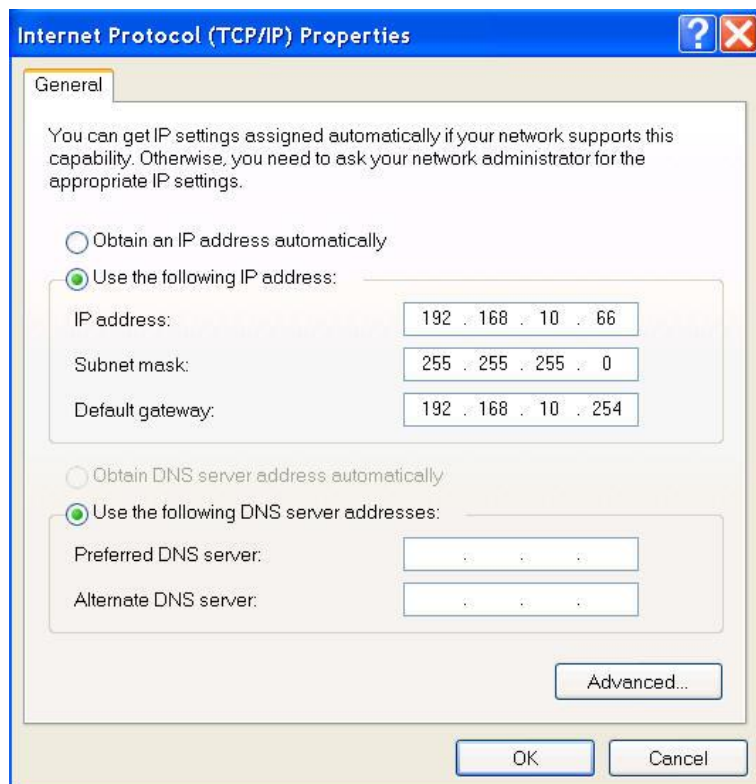 Internet Protocol (TCP/IP) Properties
General
You can get IP settings assigned automatically if your network supports this
capability. Otherwise, you need to ask your network administrator for the
appropriate IP settings.
Obtain an IP address automatically
Use the following IP address:
IP address: 192 . 168 . 10 . 66
Subnet mask: 255 . 255 . 255 . 0
Default gateway: 192 . 168 . 10 . 254
Obtain DNS server address automatically
Use the following DNS server addresses:
Preferred DNS server: . . .
Alternate DNS server: . . .
Advanced...
OK Cancel